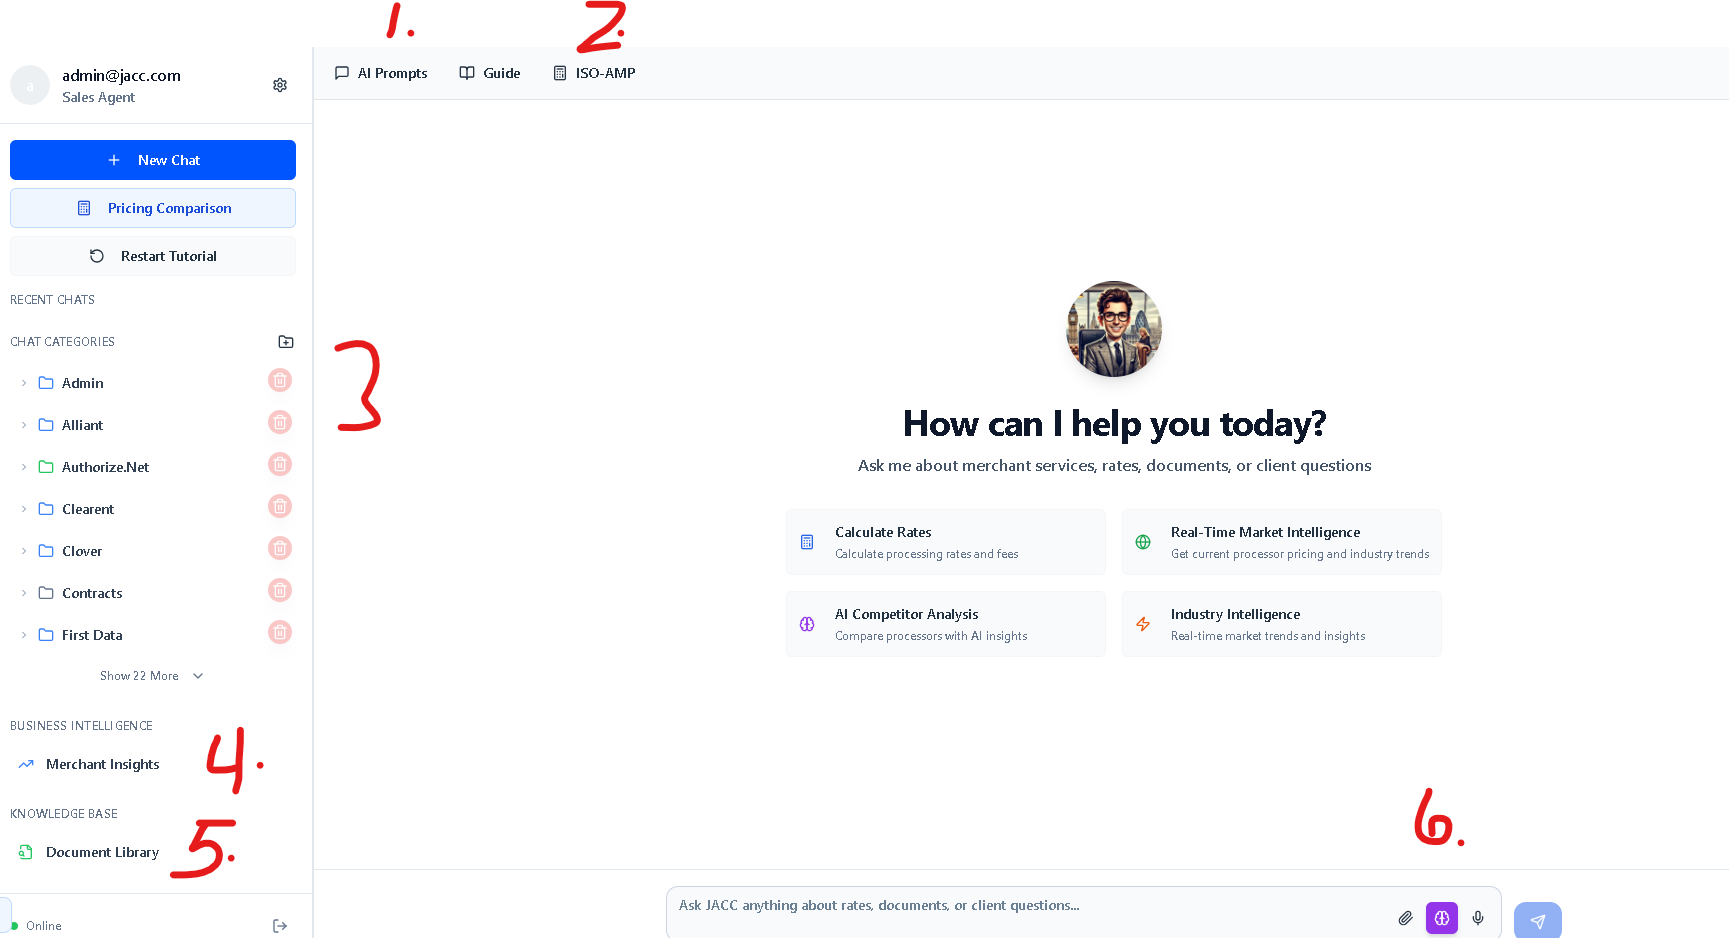 1.
2.
admin@jacc.com
Sales Agent
AI Prompts
Guide
ISO-AMP
a
New Chat
Pricing Comparison
Restart Tutorial
RECENT CHATS
CHAT CATEGORIES
Admin
Alliant
Authorize.Net
Clearent
Clover
Contracts
First Data
Show 22 More
3
BUSINESS INTELLIGENCE
Merchant Insights
4.
KNOWLEDGE BASE
Document Library
5.
Online
How can I help you today?
Ask me about merchant services, rates, documents, or client questions
Calculate Rates
Calculate processing rates and fees
Real-Time Market Intelligence
Get current processor pricing and industry trends
AI Competitor Analysis
Compare processors with AI insights
Industry Intelligence
Real-time market trends and insights
6.
Ask JACC anything about rates, documents, or client questions...